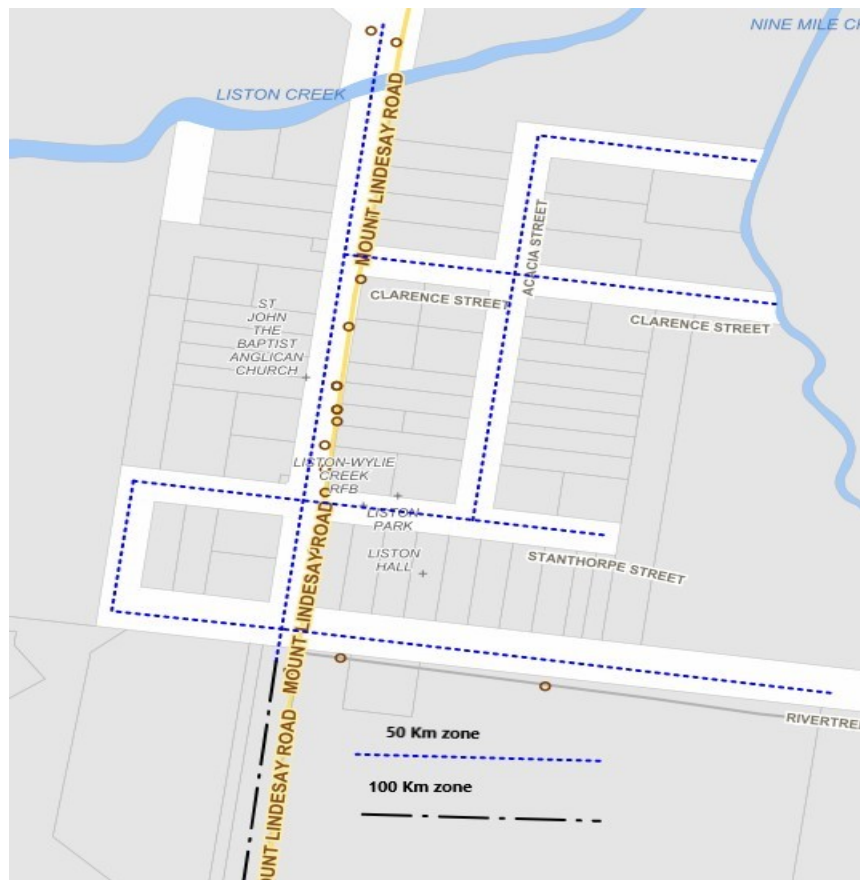 NINE MILE C
LISTON CREEK
MOUNT LINDESAY ROAD
ACACIA STREET
CLARENCE STREET
CLARENCE STREET
ST
JOHN
THE
BAPTIST
ANGLICAN
CHURCH
LISTON-WYLIE
CREEK
RFB
LISTON
PARK
LISTON
HALL
STANTHORPE STREET
MOUNT LINDESAY ROAD
MOUNT LINDESAY ROAD
RIVERTREE
50 Km zone
100 Km zone